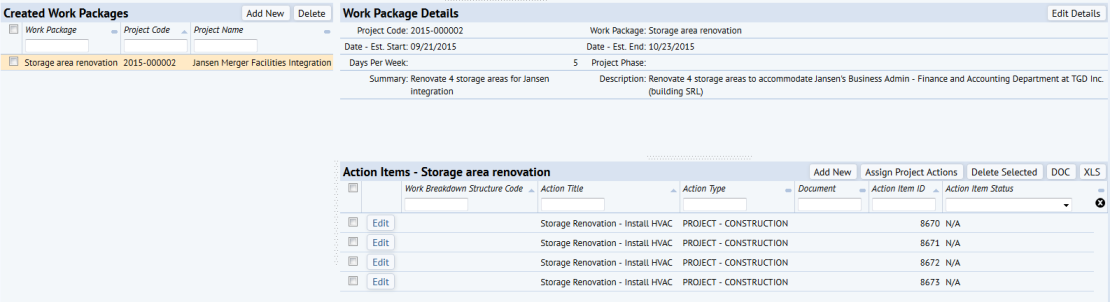 Created Work Packages Add New Delete
Work Package Project Code Project Name
Storage area renovation 2015-000002 Jansen Merger Facilities Integration
Work Package Details Edit Details
Project Code: 2015-000002 Work Package: Storage area renovation
Date - Est. Start: 09/21/2015 Date - Est. End: 10/23/2015
Days Per Week: 5 Project Phase:
Summary: Renovate 4 storage areas for Jansen Description: Renovate 4 storage areas to accommodate Jansen's Business Admin - Finance and Accounting Department at TGD Inc.
integration (building SRL)
Action Items - Storage area renovation Add New Assign Project Actions Delete Selected DOC XLS
Work Breakdown Structure Code Action Title Action Type Document Action Item ID Action Item Status
Edit Storage Renovation - Install HVAC PROJECT - CONSTRUCTION 8670 N/A
Edit Storage Renovation - Install HVAC PROJECT - CONSTRUCTION 8671 N/A
Edit Storage Renovation - Install HVAC PROJECT - CONSTRUCTION 8672 N/A
Edit Storage Renovation - Install HVAC PROJECT - CONSTRUCTION 8673 N/A